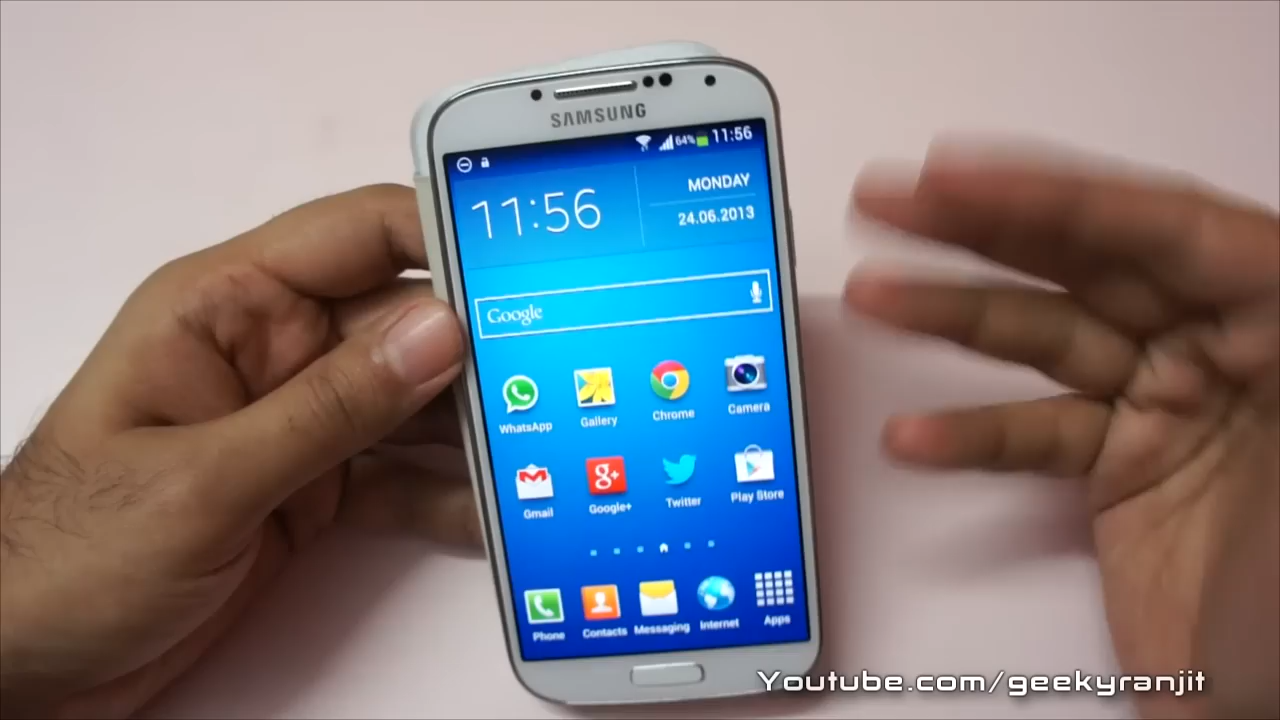 SAMSUNG
64% 11:56
11:56
MONDAY
24.06.2013
Google
WhatsApp Gallery Chrome Camera
Gmail Google+ Twitter Play Store
Phone Contacts Messaging Internet Apps
Youtube.com/geekyranjit